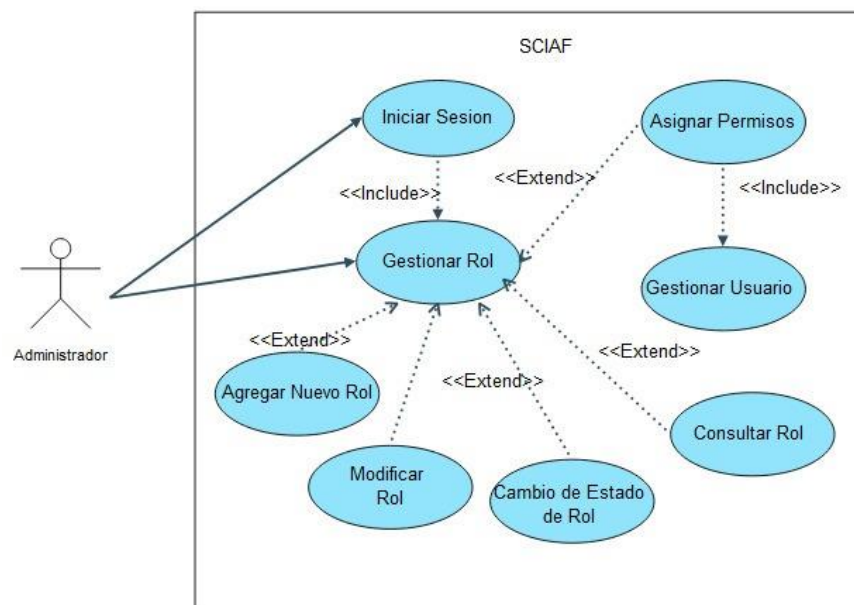 SCIAF
Iniciar Sesion
Asignar Permisos
<<Include>>
<<Extend>>
<<Include>>
Gestionar Rol
Gestionar Usuario
Administrador
<<Extend>>
<<Extend>>
<<Extend>>
Agregar Nuevo Rol
Consultar Rol
Modificar
Rol
Cambio de Estado
de Rol